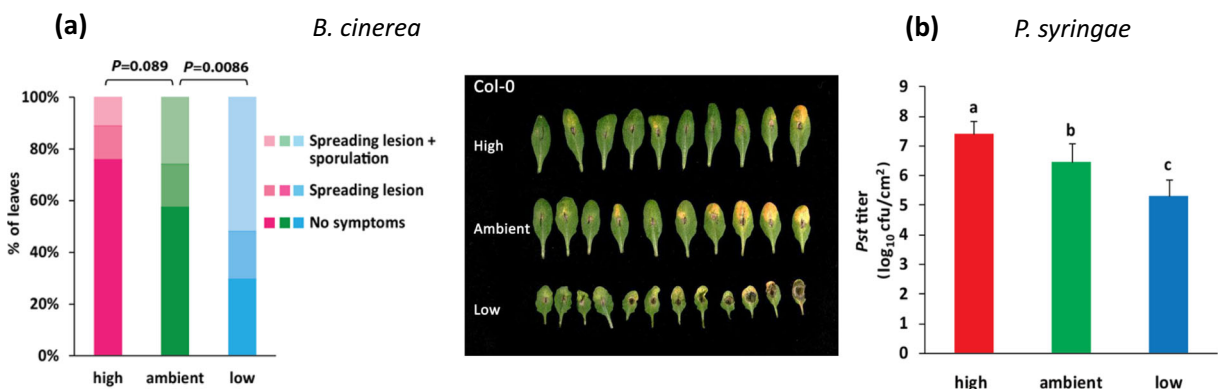 (a)
B. cinerea
P=0.089
P=0.0086
100%
80%
60%
40%
20%
0%
% of leaves
high
ambient
low
Spreading lesion +
sporulation
Spreading lesion
No symptoms
Col-0
High
Ambient
Low
(b)
P. syringae
9
8
7
6
5
4
3
2
1
0
Pst titer
(log10 cfu/cm2)
a
b
c
high
ambient
low